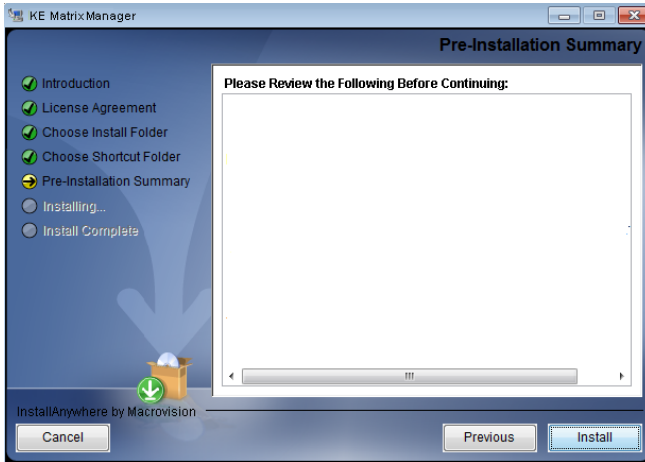 KE MatrixManager
Pre-Installation Summary
Introduction
License Agreement
Choose Install Folder
Choose Shortcut Folder
Pre-Installation Summary
Installing...
Install Complete
Please Review the Following Before Continuing:
InstallAnywhere by Macrovision
Cancel
Previous
Install